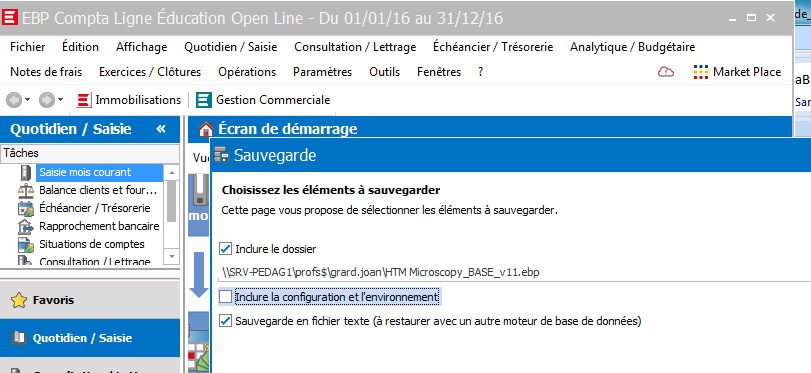 EBP Compta Ligne Éducation Open Line - Du 01/01/16 au 31/12/16
Fichier Édition Affichage Quotidien / Saisie Consultation / Lettrage Échéancier / Trésorerie Analytique / Budgétaire
Notes de frais Exercices / Clôtures Opérations Paramètres Outils Fenêtres ? Market Place
Immobilisations Gestion Commerciale
Quotidien / Saisie «
Écran de démarrage
Tâches
Saisie mois courant
Balance clients et four...
Échéancier / Trésorerie
Rapprochement bancaire
Situations de comptes
Consultation / Lettrage
Favoris
Quotidien / Saisie
Vue
mo
Sauvegarde
Choisissez les éléments à sauvegarder
Cette page vous propose de sélectionner les éléments à sauvegarder.
Inclure le dossier
\\SRV-PEDAG1\profs$\grard.joan\HTM Microscopy_BASE_v11.ebp
Inclure la configuration et l'environnement
Sauvegarde en fichier texte (à restaurer avec un autre moteur de base de données)
de_
aB
Sar